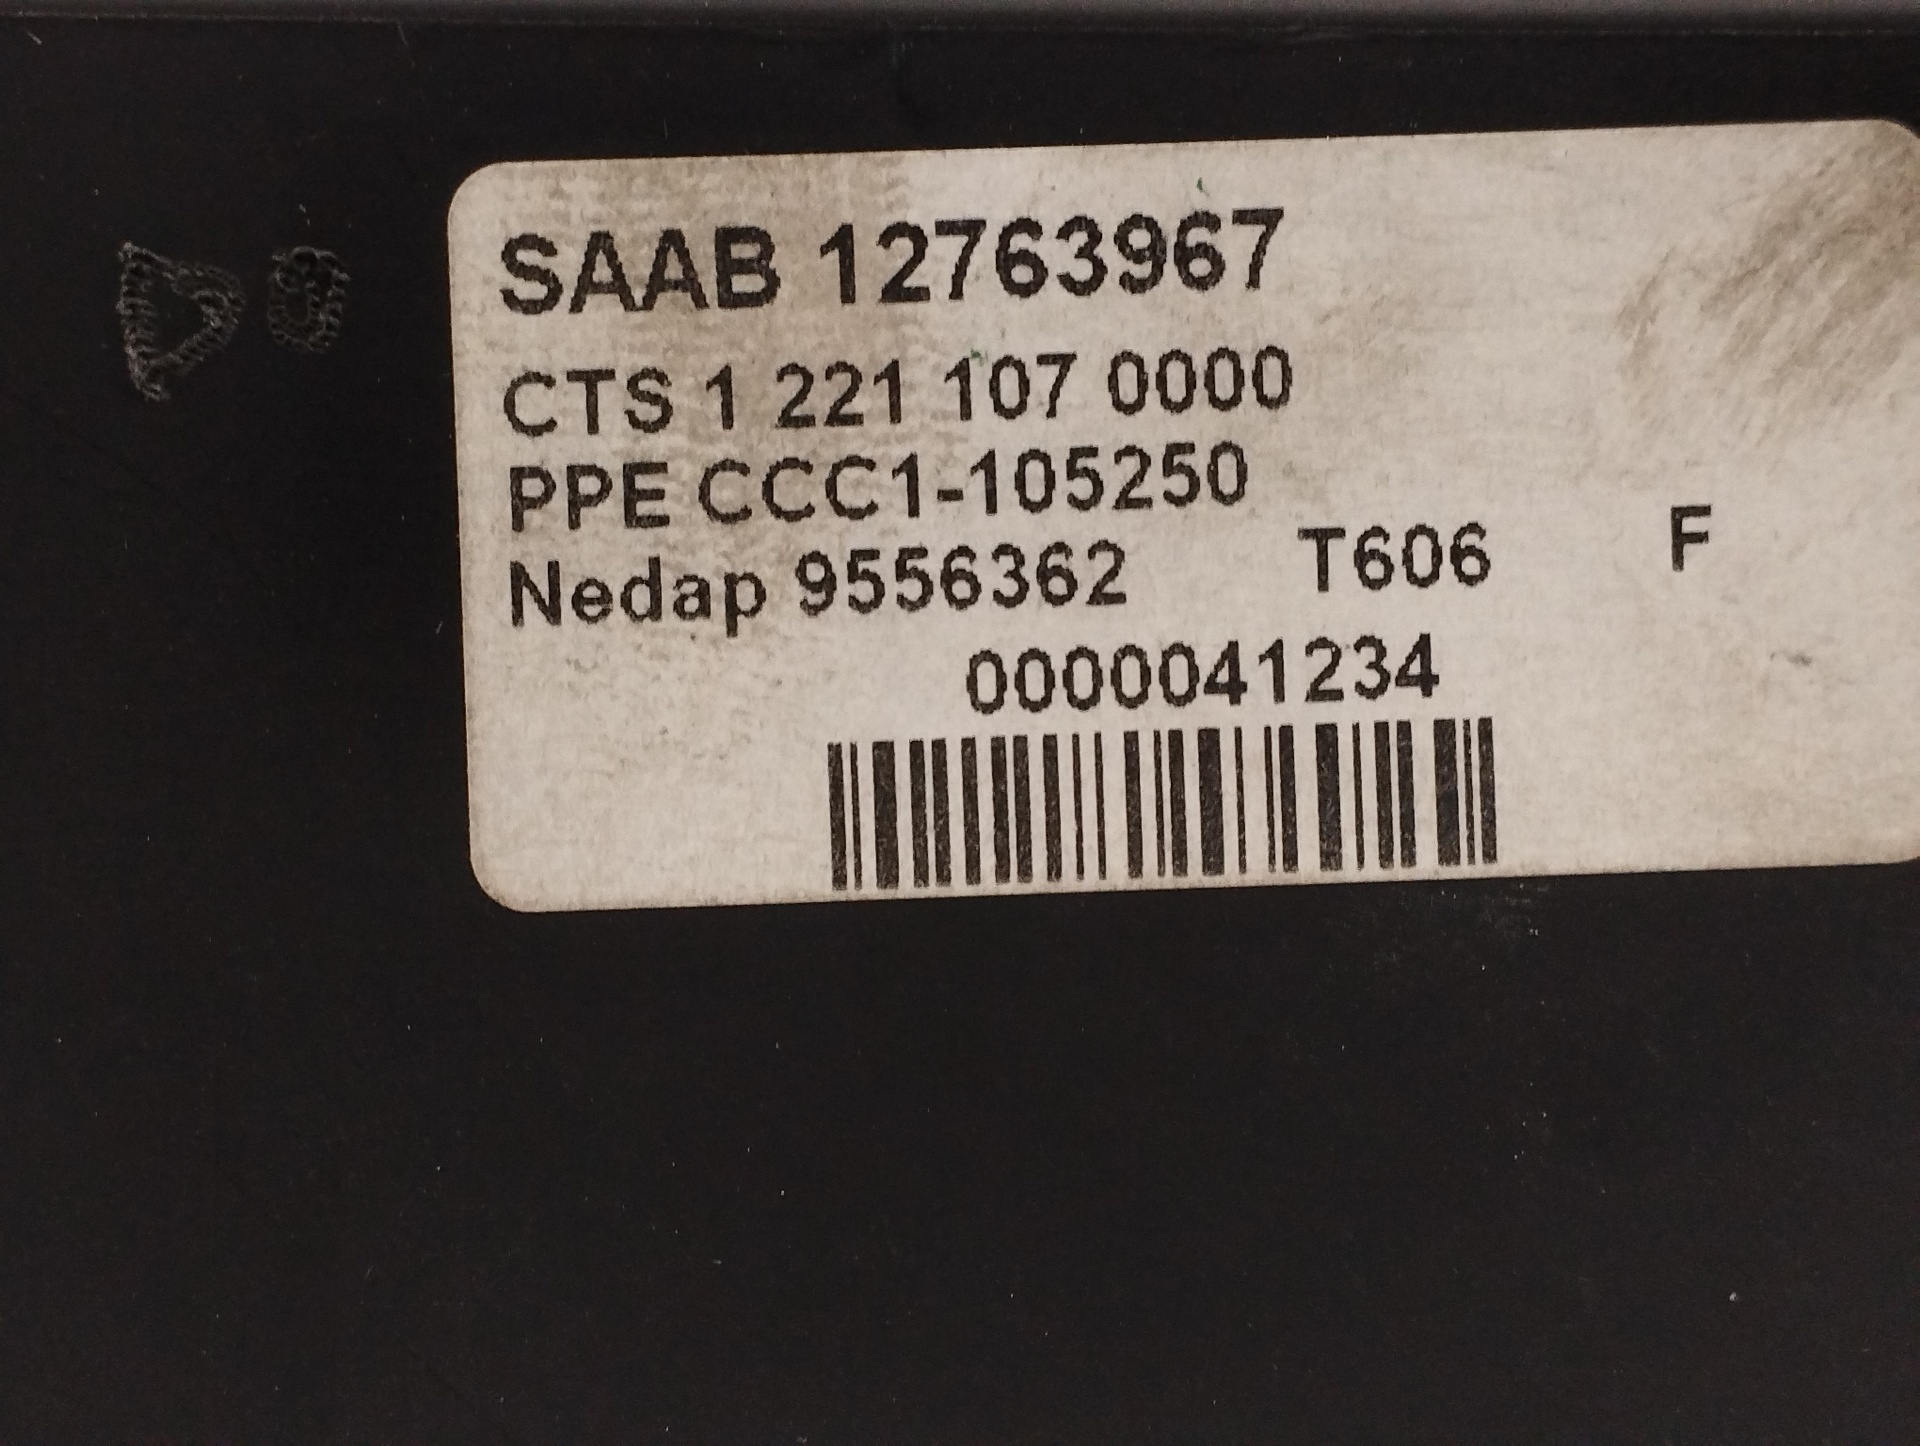 SAAB 12763967
CTS 1 221 107 0000
PPE CCC1-105250
Nedap 9556362 T606 F
0000041234